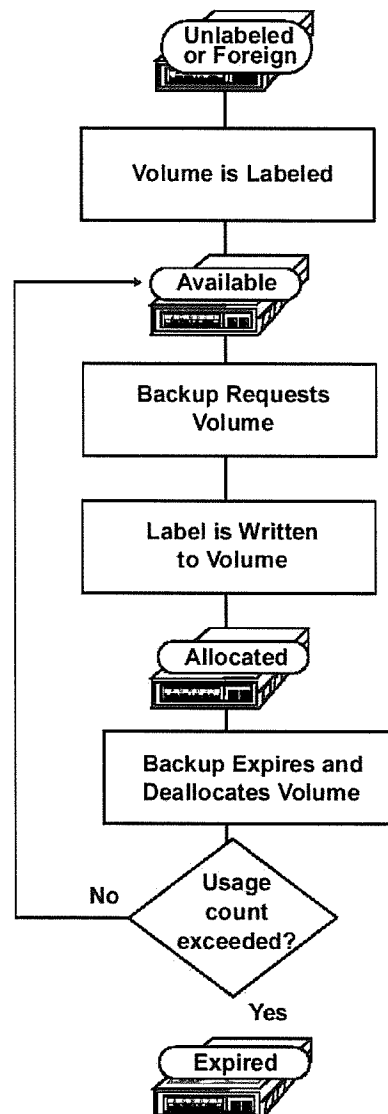 Unlabeled
or Foreign
Volume is Labeled
Available
Backup Requests
Volume
Label is Written
to Volume
Allocated
Backup Expires and
Deallocates Volume
No
Usage
count
exceeded?
Yes
Expired